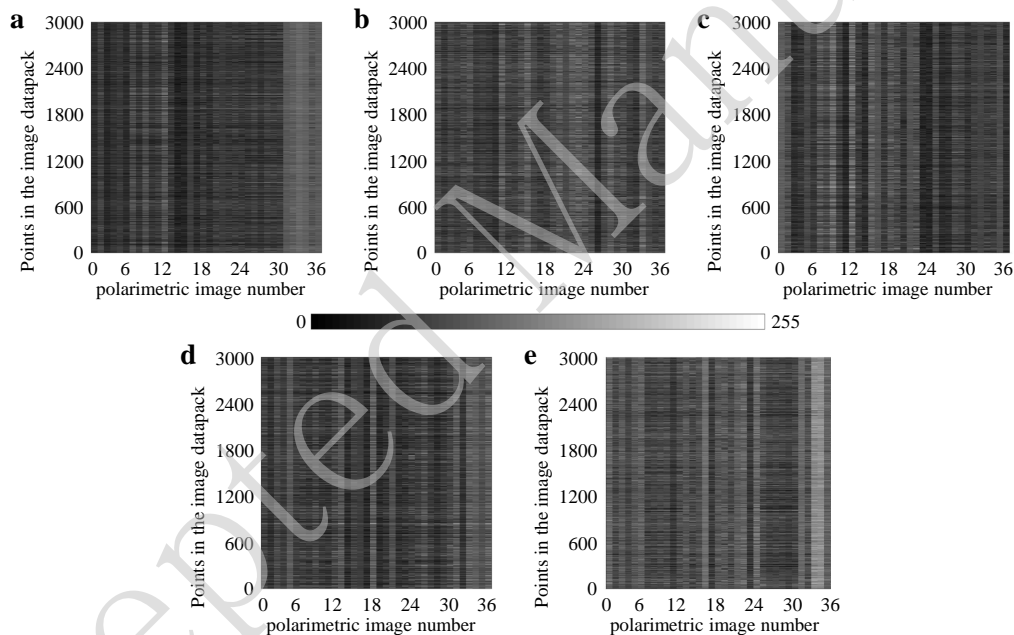 a
b
c
3000
2400
1800
1200
600
0
Points in the image datapack
0 6 12 18 24 30 36
polarimetric image number
3000
2400
1800
1200
600
0
Points in the image datapack
0 6 12 18 24 30 36
polarimetric image number
3000
2400
1800
1200
600
0
Points in the image datapack
0 6 12 18 24 30 36
polarimetric image number
0 255
d
e
3000
2400
1800
1200
600
0
Points in the image datapack
0 6 12 18 24 30 36
polarimetric image number
3000
2400
1800
1200
600
0
Points in the image datapack
0 6 12 18 24 30 36
polarimetric image number
epted Manu